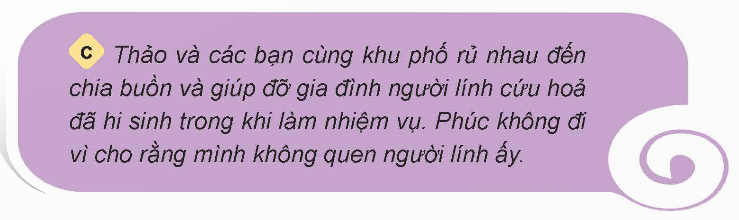 C Thảo và các bạn cùng khu phố rủ nhau đến
chia buồn và giúp đỡ gia đình người lính cứu hoả
đã hi sinh trong khi làm nhiệm vụ. Phúc không đi
vì cho rằng mình không quen người lính ấy.